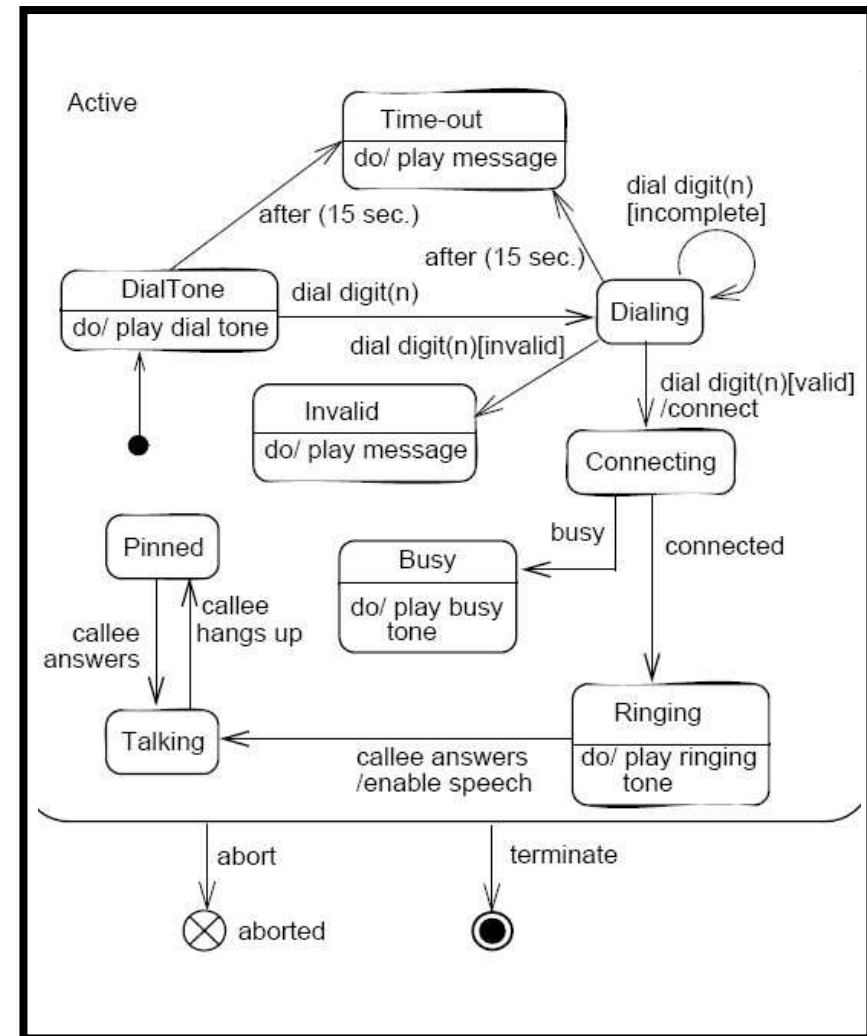 Active
Time-out
do/ play message
dial digit(n)
[incomplete]
after (15 sec.)
after (15 sec.)
DialTone
do/ play dial tone
dial digit(n)
Dialing
dial digit(n)[invalid]
dial digit(n)[valid]
/connect
Invalid
do/ play message
Connecting
busy
connected
Pinned
Busy
do/ play busy
tone
callee
hangs up
callee
answers
Talking
Ringing
do/ play ringing
tone
callee answers
/enable speech
abort
terminate
aborted